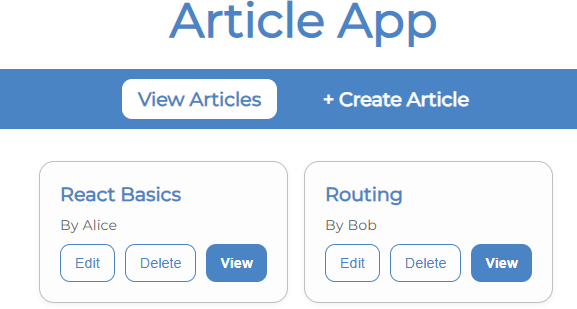 Article App
View Articles + Create Article
React Basics
By Alice
Edit Delete View
Routing
By Bob
Edit Delete View